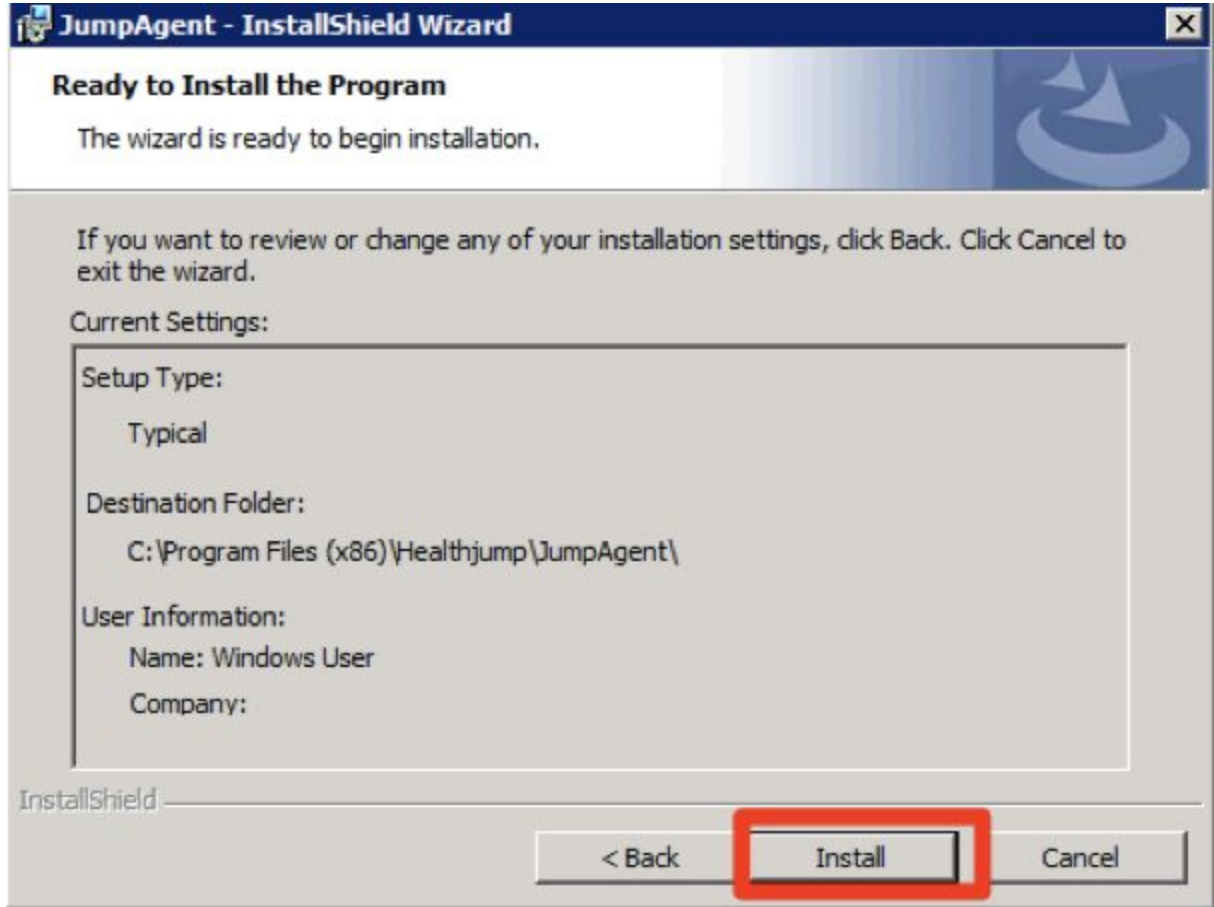 JumpAgent - InstallShield Wizard
Ready to Install the Program
The wizard is ready to begin installation.
If you want to review or change any of your installation settings, click Back. Click Cancel to
exit the wizard.
Current Settings:
Setup Type:
Typical
Destination Folder:
C:\Program Files (x86)\Healthjump\JumpAgent\
User Information:
Name: Windows User
Company:
InstallShield
< Back
Install
Cancel